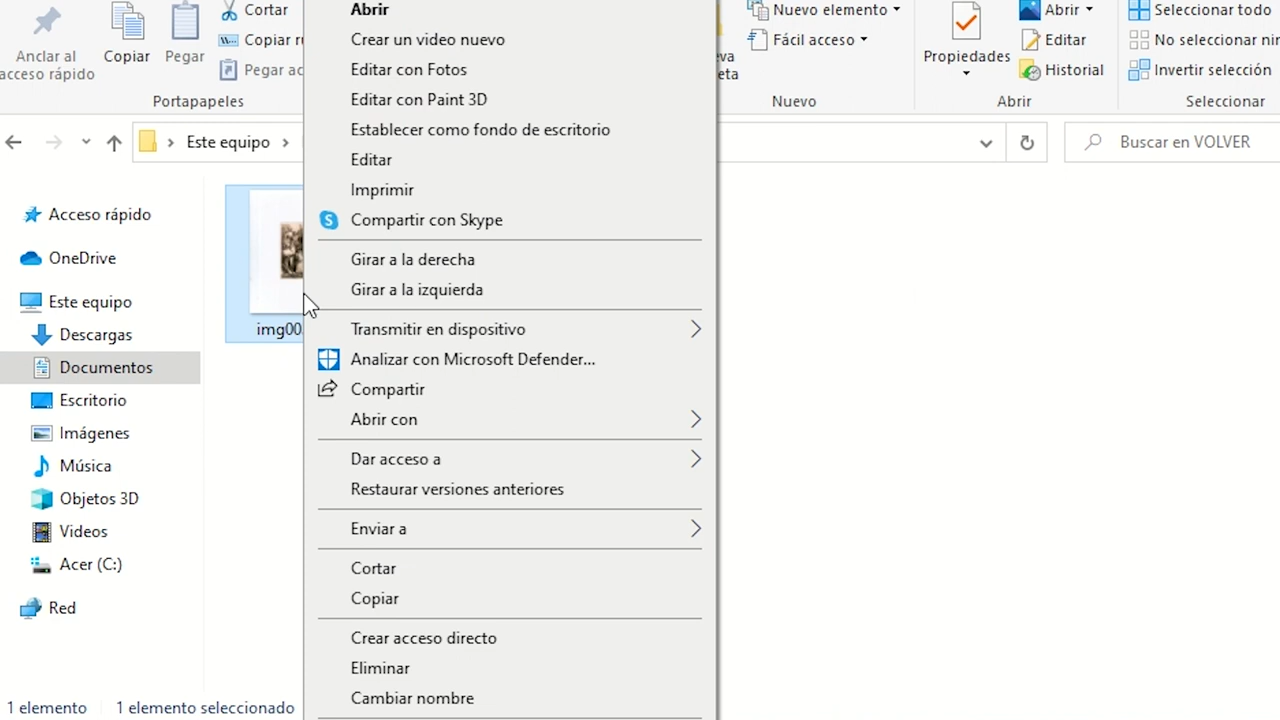 Anclar al
acceso rápido
Copiar
Pegar
Cortar
Copiar
Pegar
Portapapeles
Nuevo elemento
Fácil acceso
Nuevo
Propiedades
Abrir
Editar
Historial
Abrir
Seleccionar todo
No seleccionar
Invertir selección
Seleccionar
Este equipo
Buscar en VOLVER
Acceso rápido
OneDrive
Este equipo
Descargas
Documentos
Escritorio
Imágenes
Música
Objetos 3D
Videos
Acer (C:)
Red
img00
Abrir
Crear un video nuevo
Editar con Fotos
Editar con Paint 3D
Establecer como fondo de escritorio
Editar
Imprimir
Compartir con Skype
Girar a la derecha
Girar a la izquierda
Transmitir en dispositivo
Analizar con Microsoft Defender...
Compartir
Abrir con
Dar acceso a
Restaurar versiones anteriores
Enviar a
Cortar
Copiar
Crear acceso directo
Eliminar
Cambiar nombre
1 elemento
1 elemento seleccionado